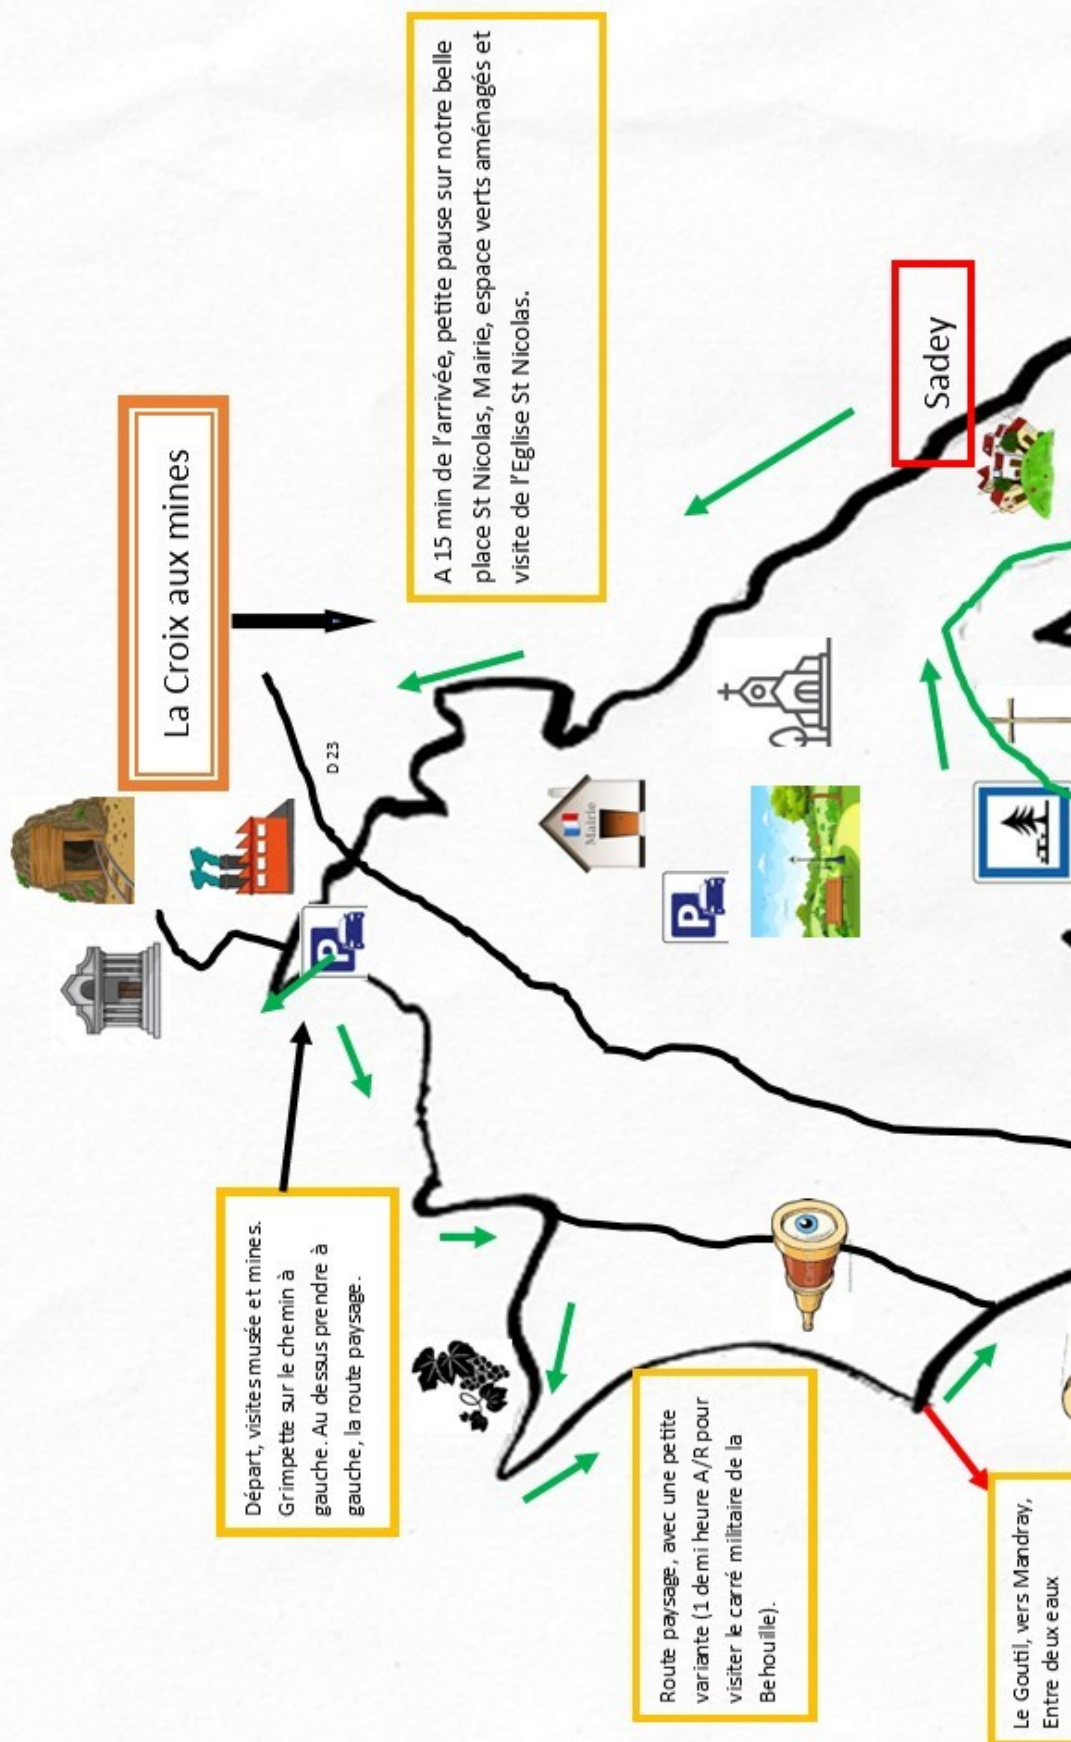 La Croix aux mines
D 23
Départ, visites musée et mines.
Grimpette sur le chemin à
gauche. Au dessus prendre à
gauche, la route paysage.
A 15 min de l'arrivée, petite pause sur notre belle
place St Nicolas, Mairie, espace verts aménagés et
visite de l'Eglise St Nicolas.
P
Mairie
P
Route paysage, avec une petite
variante (1 demi heure A/R pour
visiter le carré militaire de la
Behouille).
Sadey
Le Goutil, vers Mandray,
Entre deux eaux